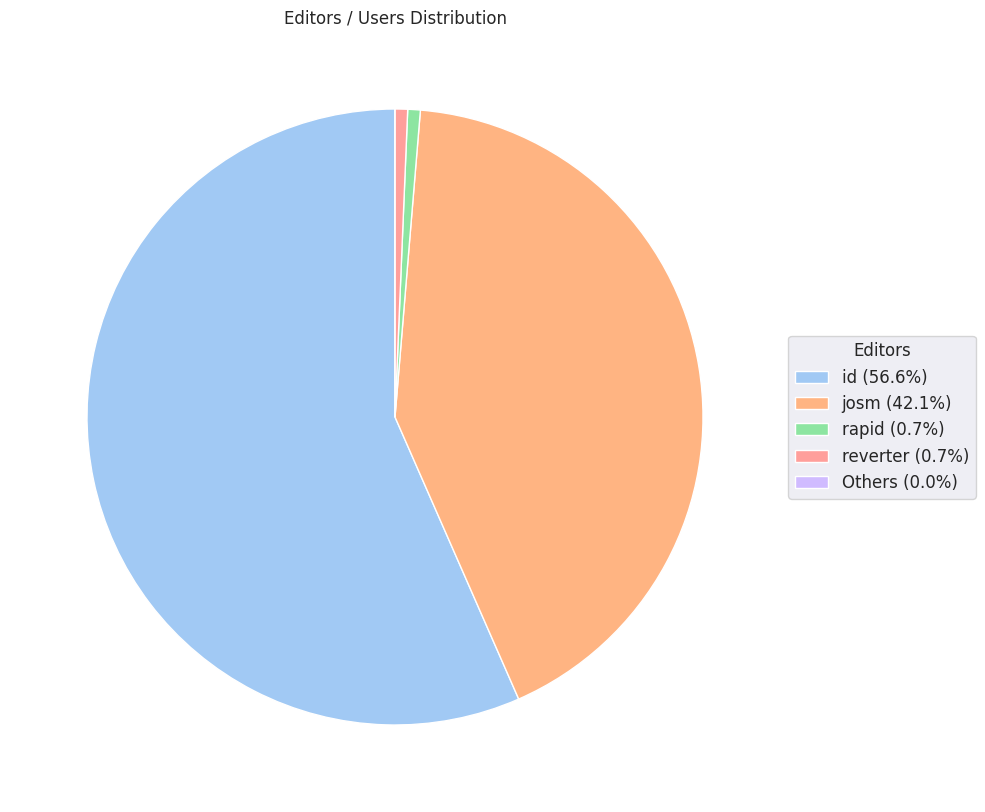 Editors / Users Distribution
Editors
id (56.6%)
josm (42.1%)
rapid (0.7%)
reverter (0.7%)
Others (0.0%)